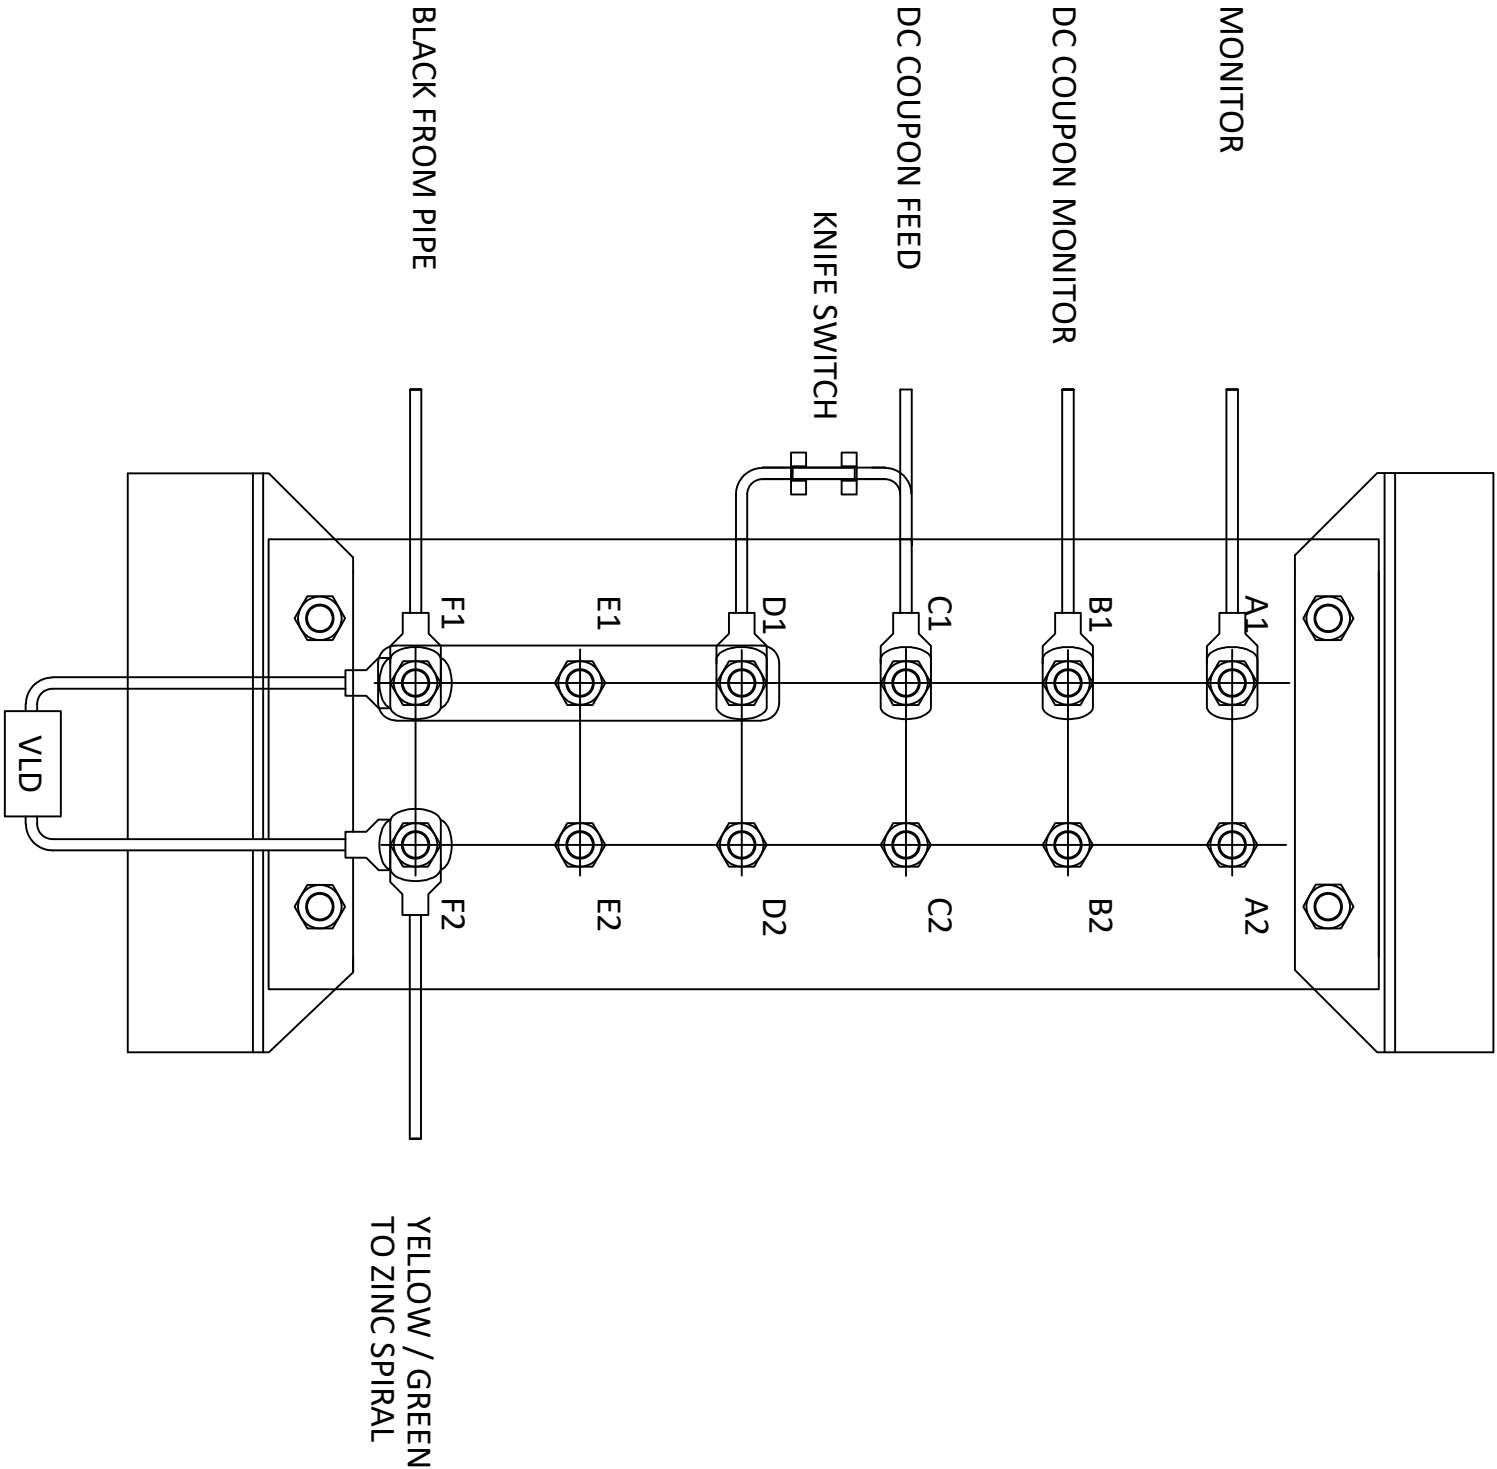 MONITOR
DC COUPON MONITOR
DC COUPON FEED
KNIFE SWITCH
BLACK FROM PIPE
A1
B1
C1
D1
E1
F1
A2
B2
C2
D2
E2
F2
VLD
YELLOW / GREEN
TO ZINC SPIRAL